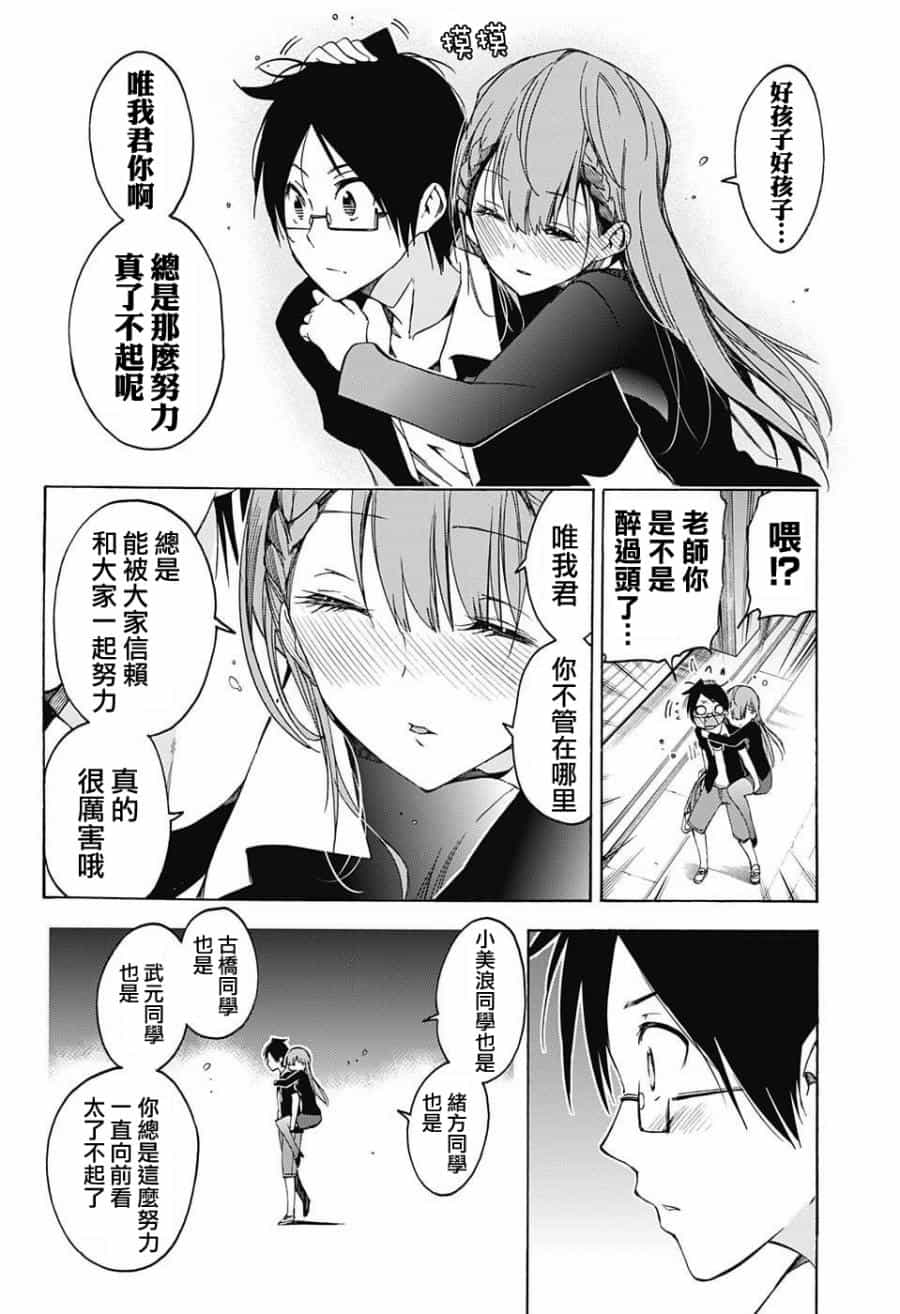 好孩子好孩子…
摸摸
唯我君你啊
總是那麼努力
真了不起呢
喂!?
老師你
是不是
醉過頭了…
唯我君
你不管在哪里
總是
能被大家信賴
和大家一起努力
真的
很厲害哦
小美浪同學也是
緒方同學
也是
古橋同學
也是
武元同學
也是
你總是這麼努力
一直向前看
太了不起了